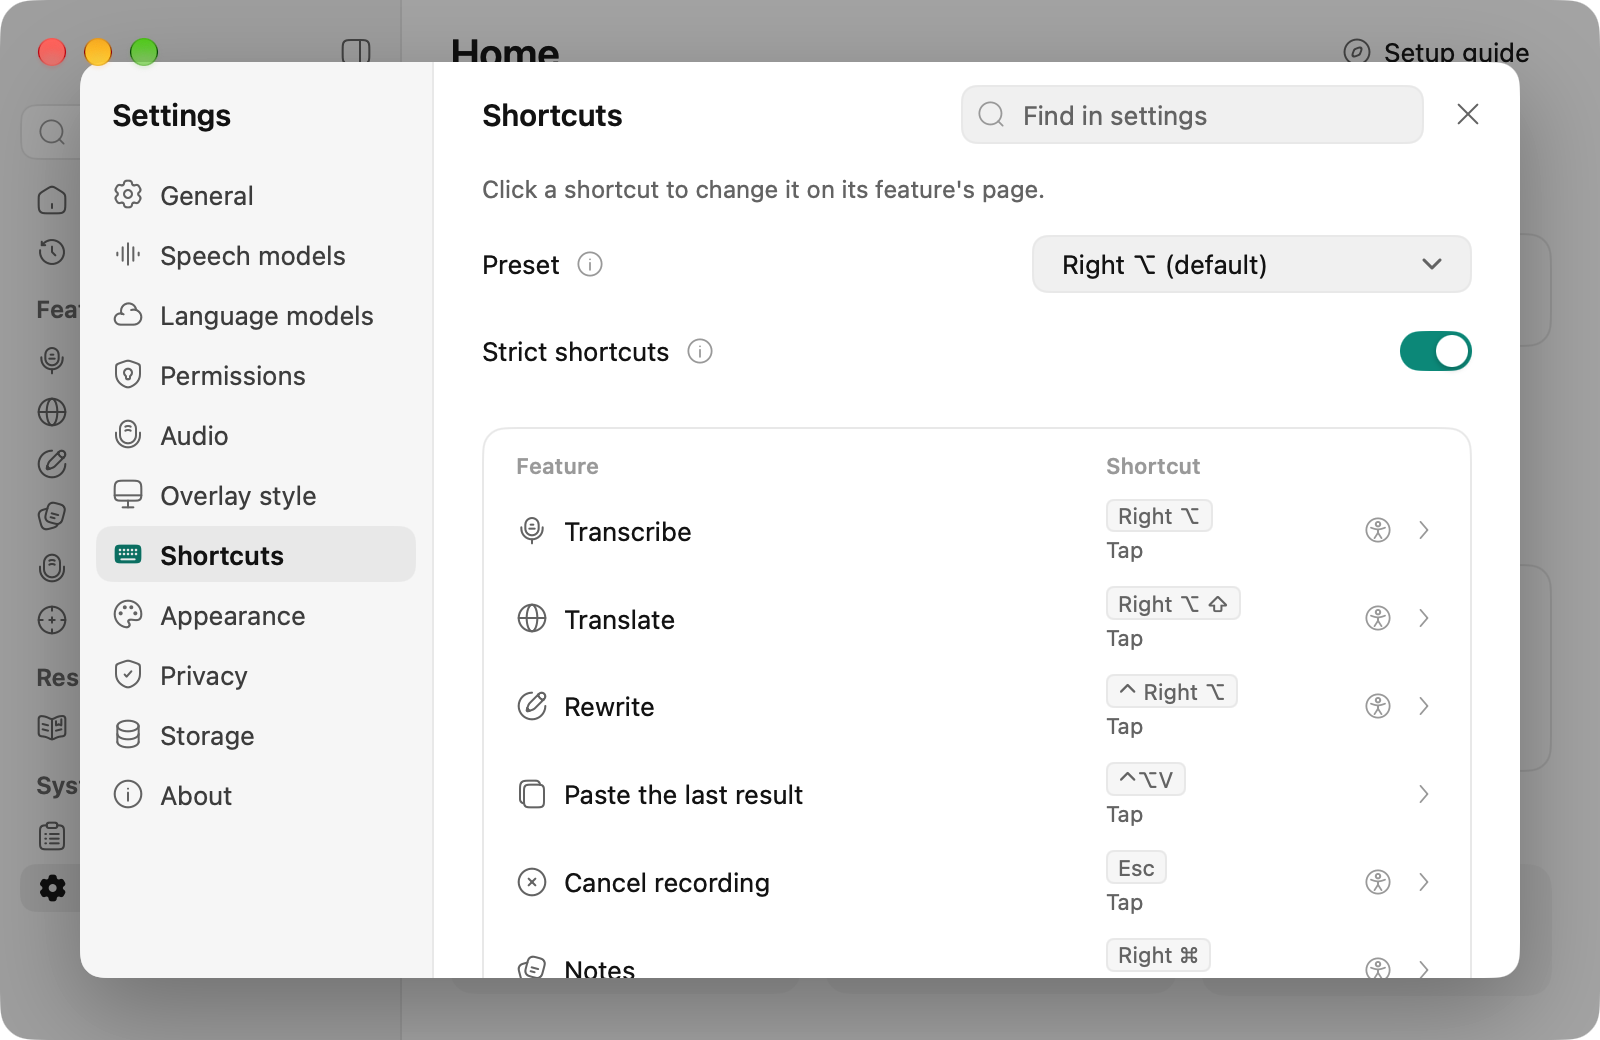 Home
Setup guide
Settings
General
Speech models
Language models
Permissions
Audio
Overlay style
Shortcuts
Appearance
Privacy
Storage
About
Shortcuts
Find in settings
Click a shortcut to change it on its feature's page.
Preset
Right ⌥ (default)
Strict shortcuts
Feature Shortcut
Transcribe
Right ⌥
Tap
Translate
Right ⌥ ⇧
Tap
Rewrite
^ Right ⌥
Tap
Paste the last result
^⌥V
Tap
Cancel recording
Esc
Tap
Notes
Right ⌘